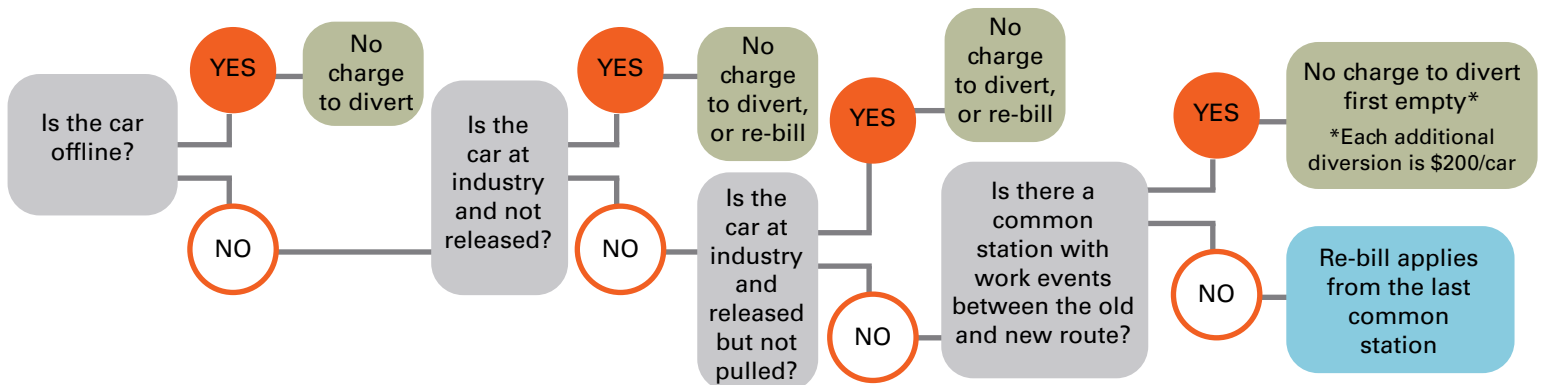 Is the car
offline?
YES
No
charge
to divert
NO
Is the
car at
industry
and not
released?
YES
No
charge
to divert,
or re-bill
NO
Is the
car at
industry
and
released
but not
pulled?
YES
No
charge
to divert,
or re-bill
NO
Is there a
common
station with
work events
between the old
and new route?
YES
No charge to divert
first empty*
*Each additional
diversion is $200/car
NO
Re-bill applies
from the last
common
station